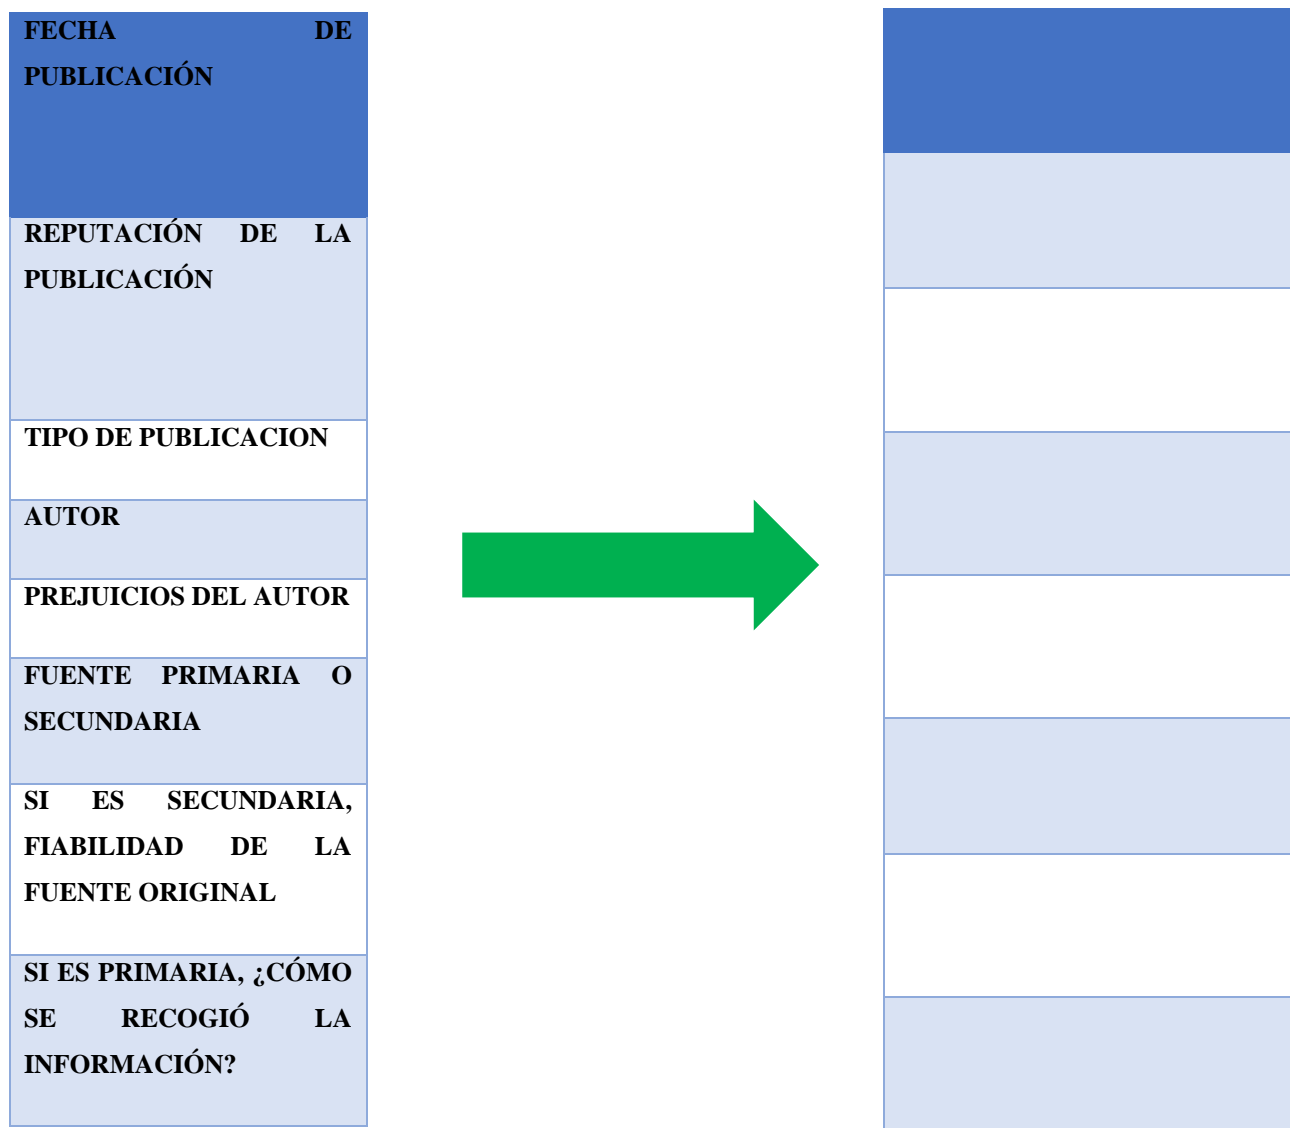 FECHA DE
PUBLICACIÓN
REPUTACIÓN DE LA
PUBLICACIÓN
TIPO DE PUBLICACION
AUTOR
PREJUICIOS DEL AUTOR
FUENTE PRIMARIA O
SECUNDARIA
SI ES SECUNDARIA,
FIABILIDAD DE LA
FUENTE ORIGINAL
SI ES PRIMARIA, ¿CÓMO
SE RECOGIÓ LA
INFORMACIÓN?